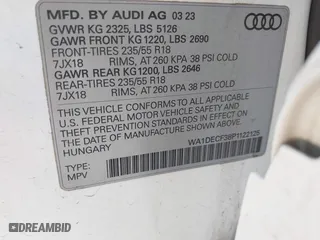 MFD. BY AUDI AG 03 23
GVWR KG 2325, LBS 5126
GAWR FRONT KG 1220, LBS 2690
FRONT-TIRES 235/55 R18
7JX18 RIMS, AT 260 KPA 38 PSI COLD
GAWR REAR KG1200, LBS 2646
REAR-TIRES 235/55 R18
7JX18 RIMS, AT 260 KPA 38 PSI COLD
THIS VEHICLE CONFORMS TO ALL APPLICABLE
U.S. FEDERAL MOTOR VEHICLE SAFETY AND
THEFT PREVENTION STANDARDS IN EFFECT ON
THE DATE OF MANUFACTURE SHOWN ABOVE
HUNGARY
WA1DECF38P1122126
TYPE:
MPV
DREAMBID